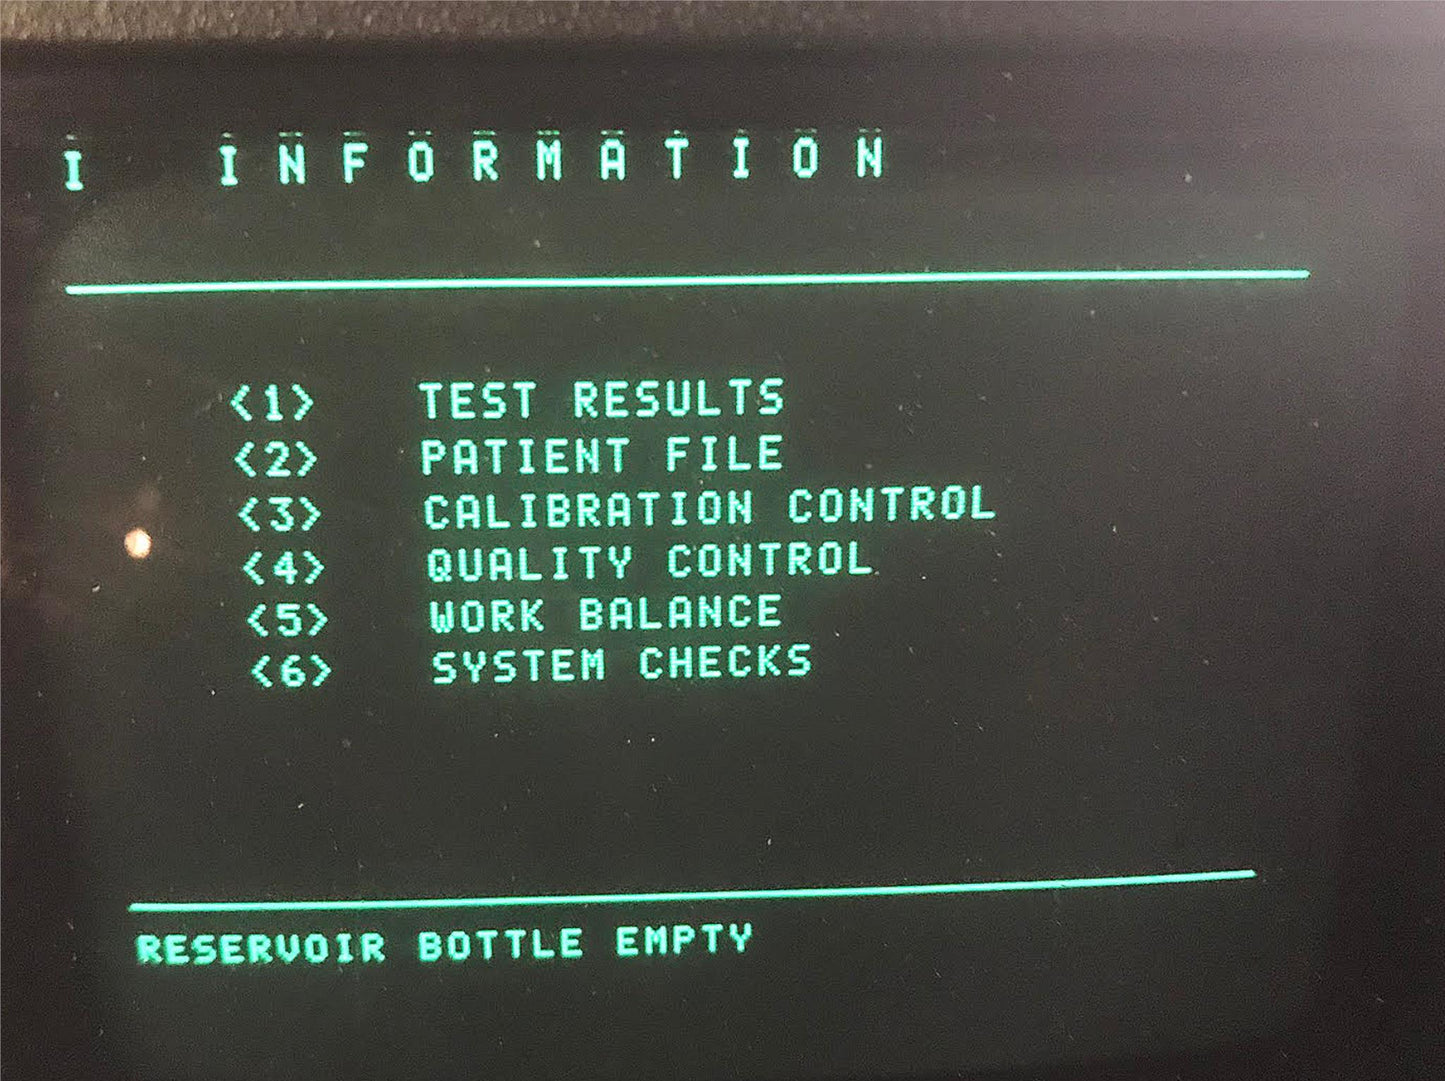 I I N F O R M A T I O N
<1> TEST RESULTS
<2> PATIENT FILE
<3> CALIBRATION CONTROL
<4> QUALITY CONTROL
<5> WORK BALANCE
<6> SYSTEM CHECKS
RESERVOIR BOTTLE EMPTY